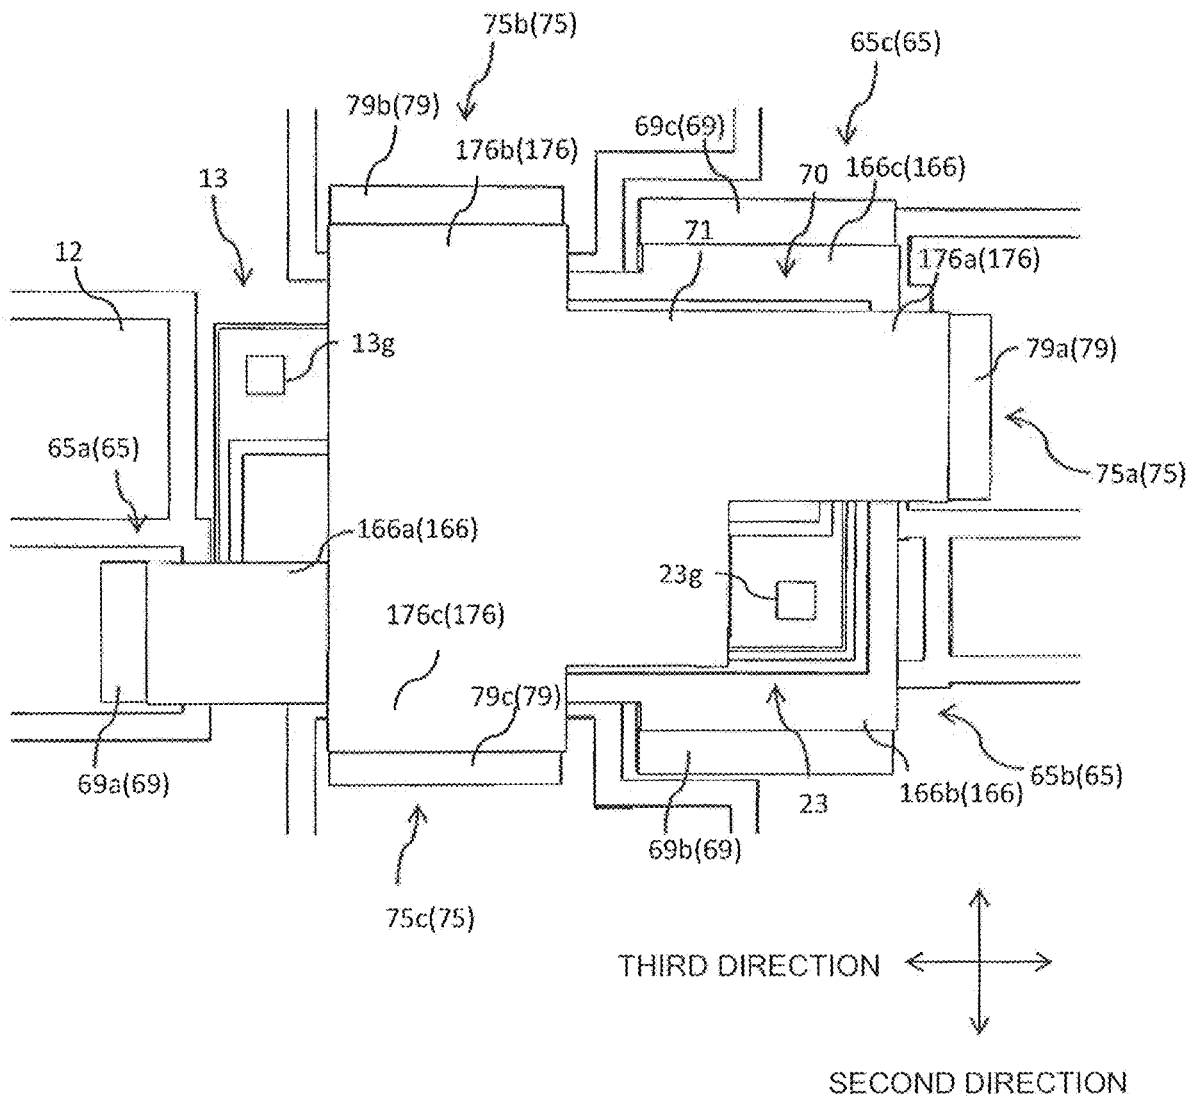 75b(75)
65c(65)
79b(79)
69c(69)
176b(176)
70
166c(166)
13
71
12
176a(176)
13g
79a(79)
65a(65)
75a(75)
166a(166)
23g
176c(176)
79c(79)
69a(69)
65b(65)
23
166b(166)
69b(69)
75c(75)
THIRD DIRECTION
SECOND DIRECTION